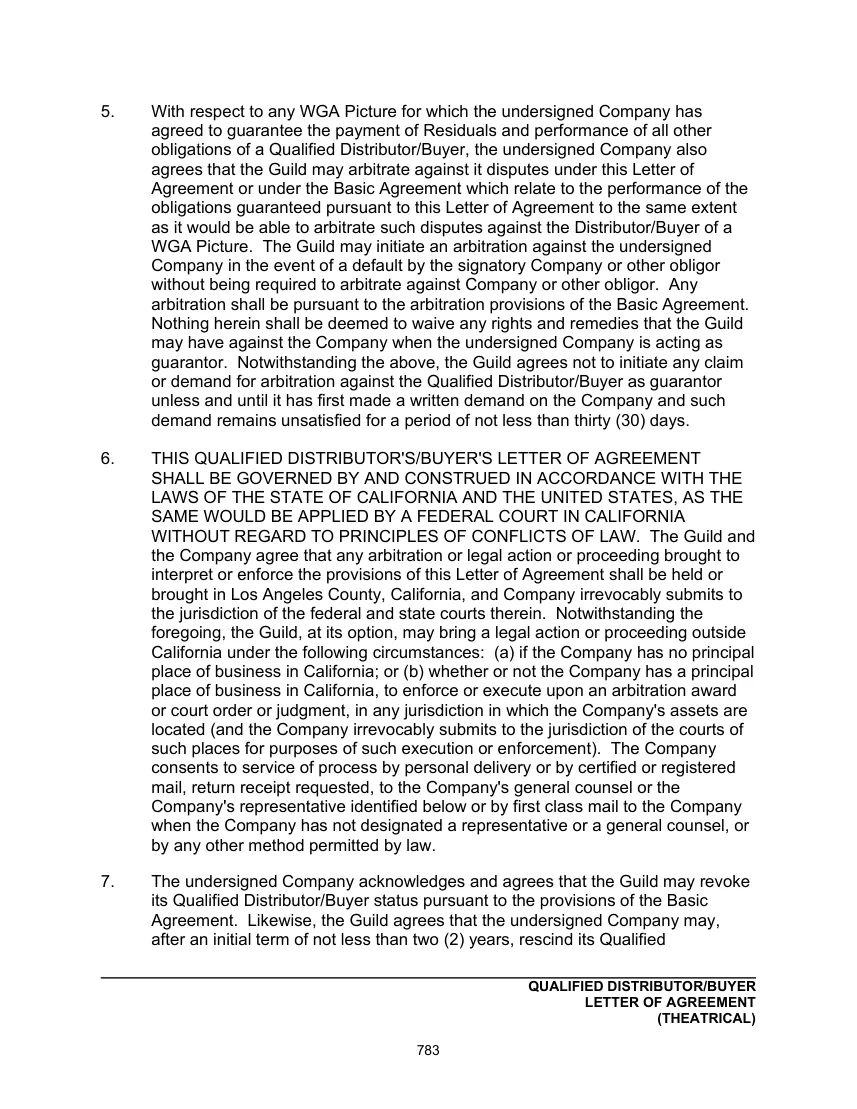 5. With respect to any WGA Picture for which the undersigned Company has
agreed to guarantee the payment of Residuals and performance of all other
obligations of a Qualified Distributor/Buyer, the undersigned Company also
agrees that the Guild may arbitrate against it disputes under this Letter of
Agreement or under the Basic Agreement which relate to the performance of the
obligations guaranteed pursuant to this Letter of Agreement to the same extent
as it would be able to arbitrate such disputes against the Distributor/Buyer of a
WGA Picture. The Guild may initiate an arbitration against the undersigned
Company in the event of a default by the signatory Company or other obligor
without being required to arbitrate against Company or other obligor. Any
arbitration shall be pursuant to the arbitration provisions of the Basic Agreement.
Nothing herein shall be deemed to waive any rights and remedies that the Guild
may have against the Company when the undersigned Company is acting as
guarantor. Notwithstanding the above, the Guild agrees not to initiate any claim
or demand for arbitration against the Qualified Distributor/Buyer as guarantor
unless and until it has first made a written demand on the Company and such
demand remains unsatisfied for a period of not less than thirty (30) days.
6. THIS QUALIFIED DISTRIBUTOR'S/BUYER'S LETTER OF AGREEMENT
SHALL BE GOVERNED BY AND CONSTRUED IN ACCORDANCE WITH THE
LAWS OF THE STATE OF CALIFORNIA AND THE UNITED STATES, AS THE
SAME WOULD BE APPLIED BY A FEDERAL COURT IN CALIFORNIA
WITHOUT REGARD TO PRINCIPLES OF CONFLICTS OF LAW. The Guild and
the Company agree that any arbitration or legal action or proceeding brought to
interpret or enforce the provisions of this Letter of Agreement shall be held or
brought in Los Angeles County, California, and Company irrevocably submits to
the jurisdiction of the federal and state courts therein. Notwithstanding the
foregoing, the Guild, at its option, may bring a legal action or proceeding outside
California under the following circumstances: (a) if the Company has no principal
place of business in California; or (b) whether or not the Company has a principal
place of business in California, to enforce or execute upon an arbitration award
or court order or judgment, in any jurisdiction in which the Company's assets are
located (and the Company irrevocably submits to the jurisdiction of the courts of
such places for purposes of such execution or enforcement). The Company
consents to service of process by personal delivery or by certified or registered
mail, return receipt requested, to the Company's general counsel or the
Company's representative identified below or by first class mail to the Company
when the Company has not designated a representative or a general counsel, or
by any other method permitted by law.
7. The undersigned Company acknowledges and agrees that the Guild may revoke
its Qualified Distributor/Buyer status pursuant to the provisions of the Basic
Agreement. Likewise, the Guild agrees that the undersigned Company may,
after an initial term of not less than two (2) years, rescind its Qualified
QUALIFIED DISTRIBUTOR/BUYER
LETTER OF AGREEMENT
(THEATRICAL)
783